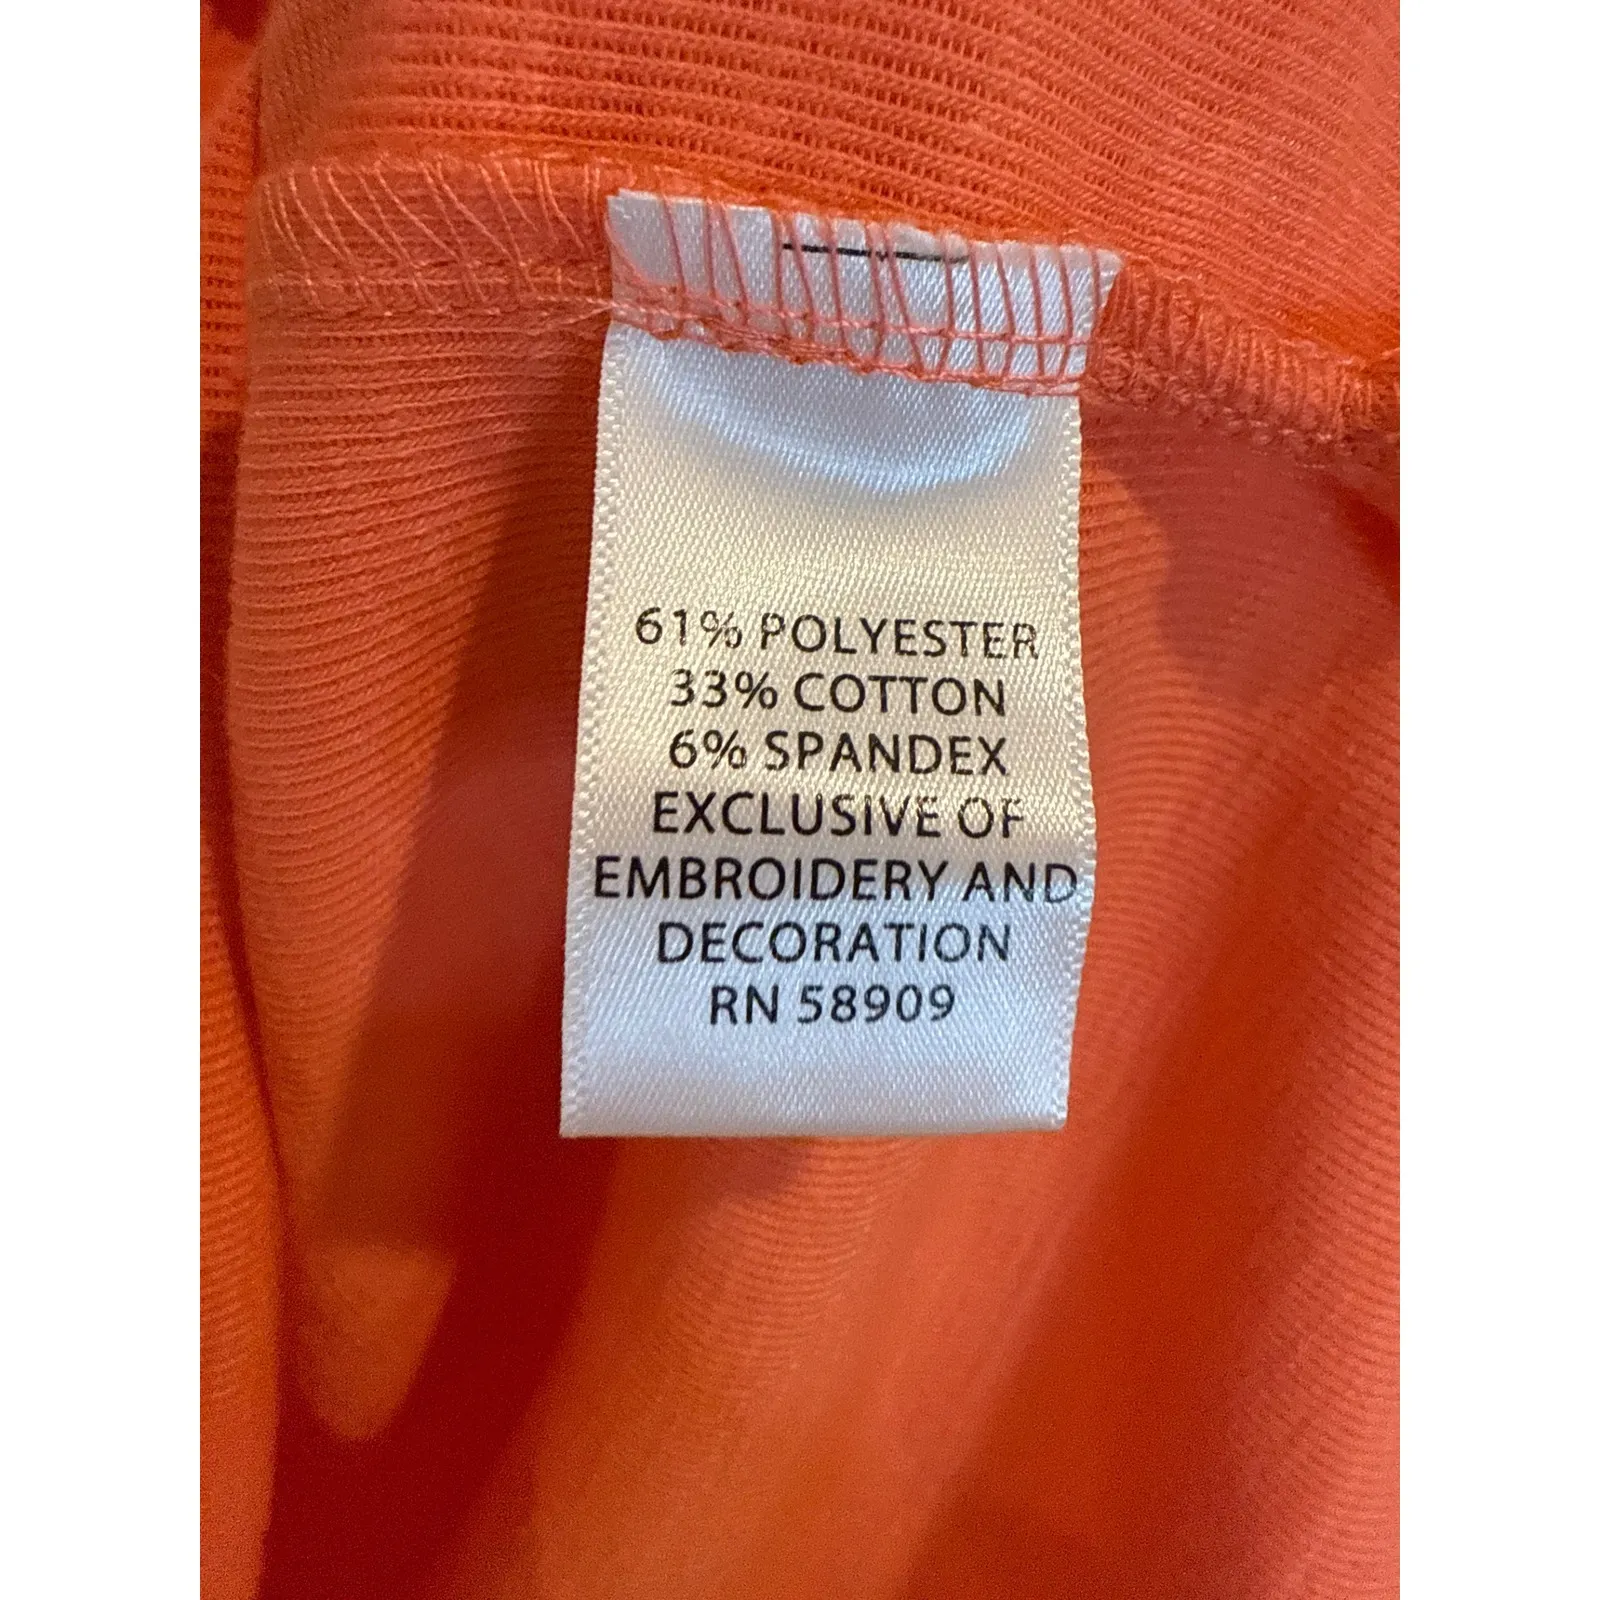 61% POLYESTER
33% COTTON
6% SPANDEX
EXCLUSIVE OF
EMBROIDERY AND
DECORATION
RN 58909